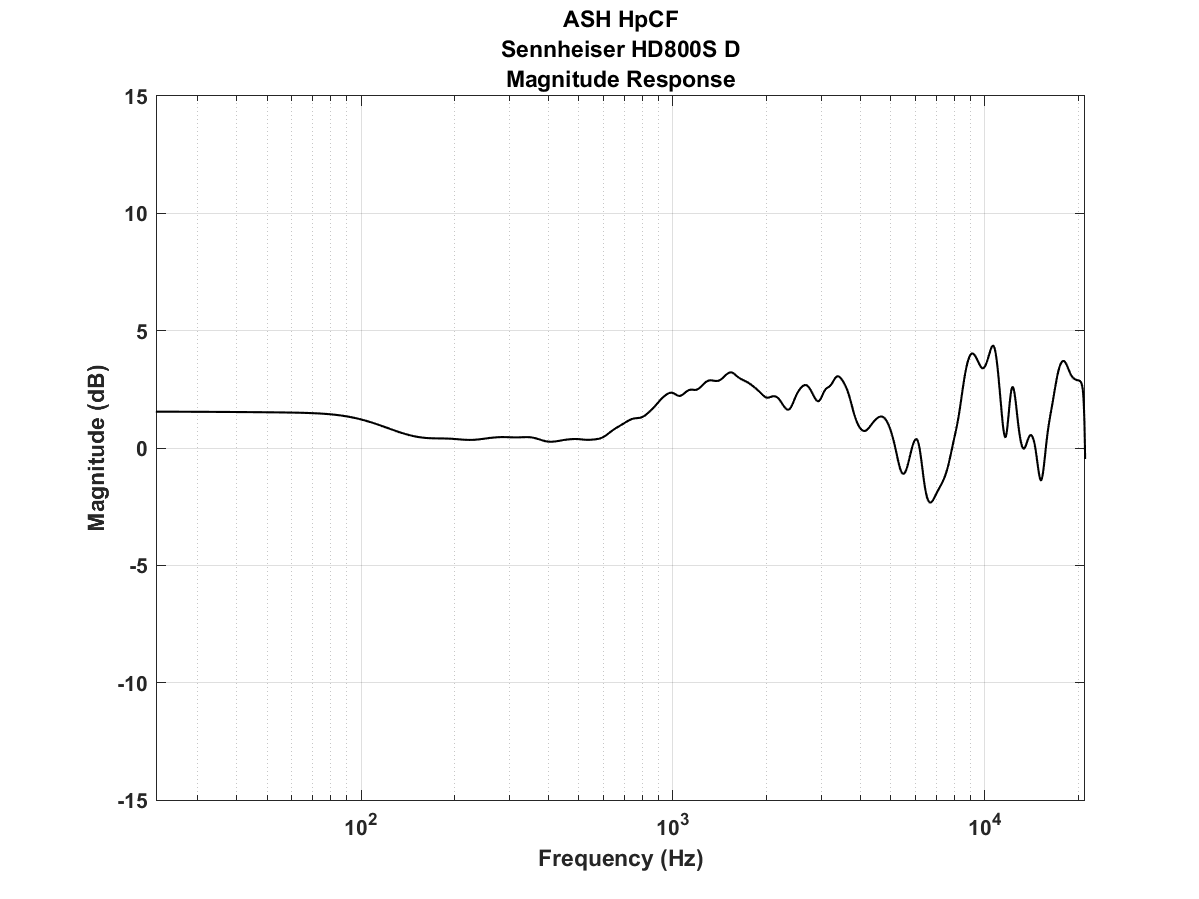 ASH HpCF
Sennheiser HD800S D
Magnitude Response
15
10
5
0
-5
-10
-15
Magnitude (dB)
10² 10³ 10⁴
Frequency (Hz)